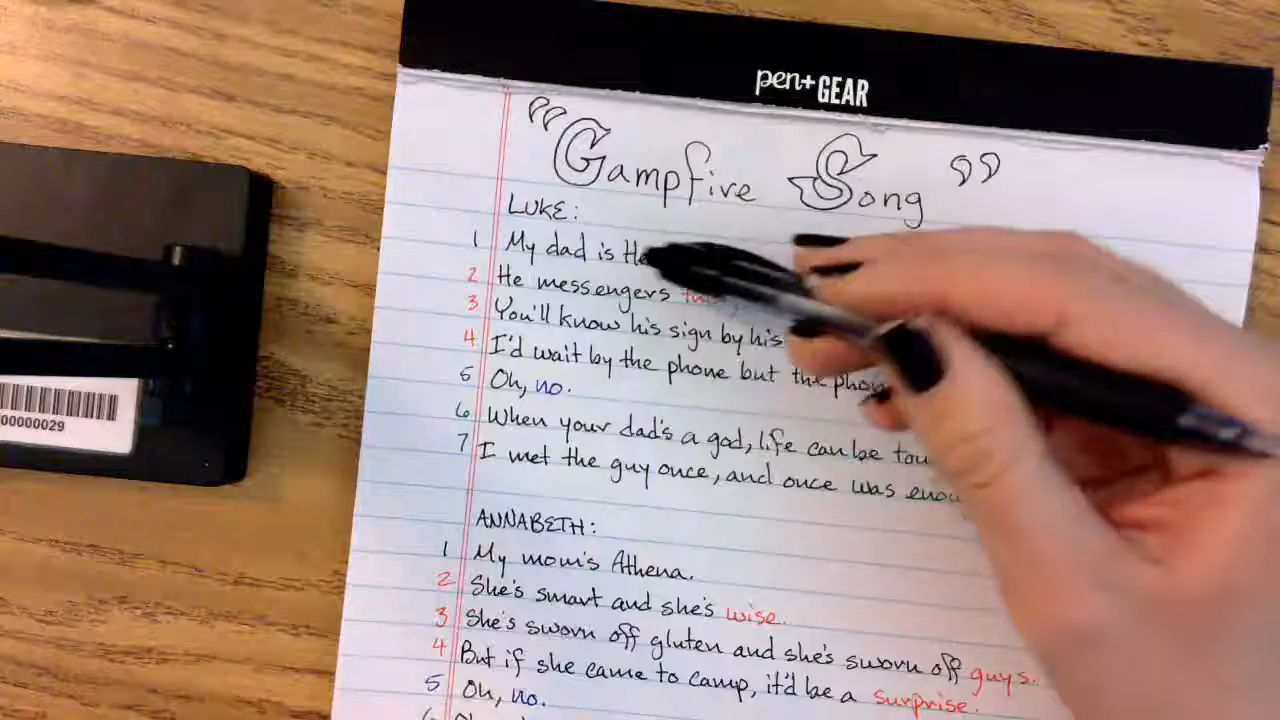 pen+GEAR
"Campfire Song"
LUKE:
1 My dad is
2 He messengers
3 You'll know his sign by his
4 I'd wait by the phone but the
5 Oh, no.
6 When your dad's a god, life can be
7 I met the guy once, and once was
ANNABETH:
1 My mom's Athena.
2 She's smart and she's wise.
3 She's sworn off gluten and she's sworn off guys.
4 But if she came to camp, it'd be a surprise.
5 Oh, no.
00000029